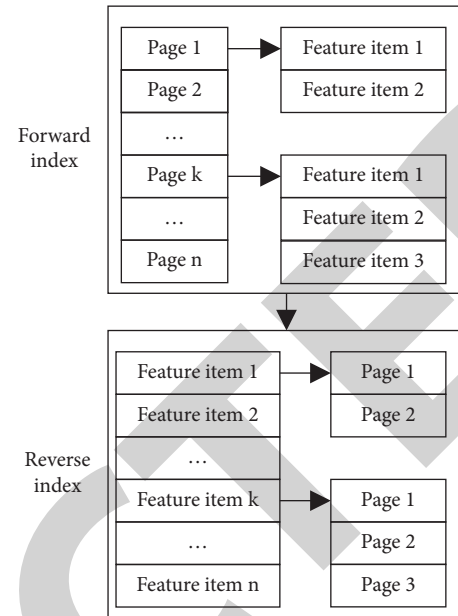 Forward
index
Page 1
Page 2
...
Page k
...
Page n
Feature item 1
Feature item 2
Feature item 1
Feature item 2
Feature item 3
Reverse
index
Feature item 1
Feature item 2
...
Feature item k
...
Feature item n
Page 1
Page 2
Page 1
Page 2
Page 3
CTE